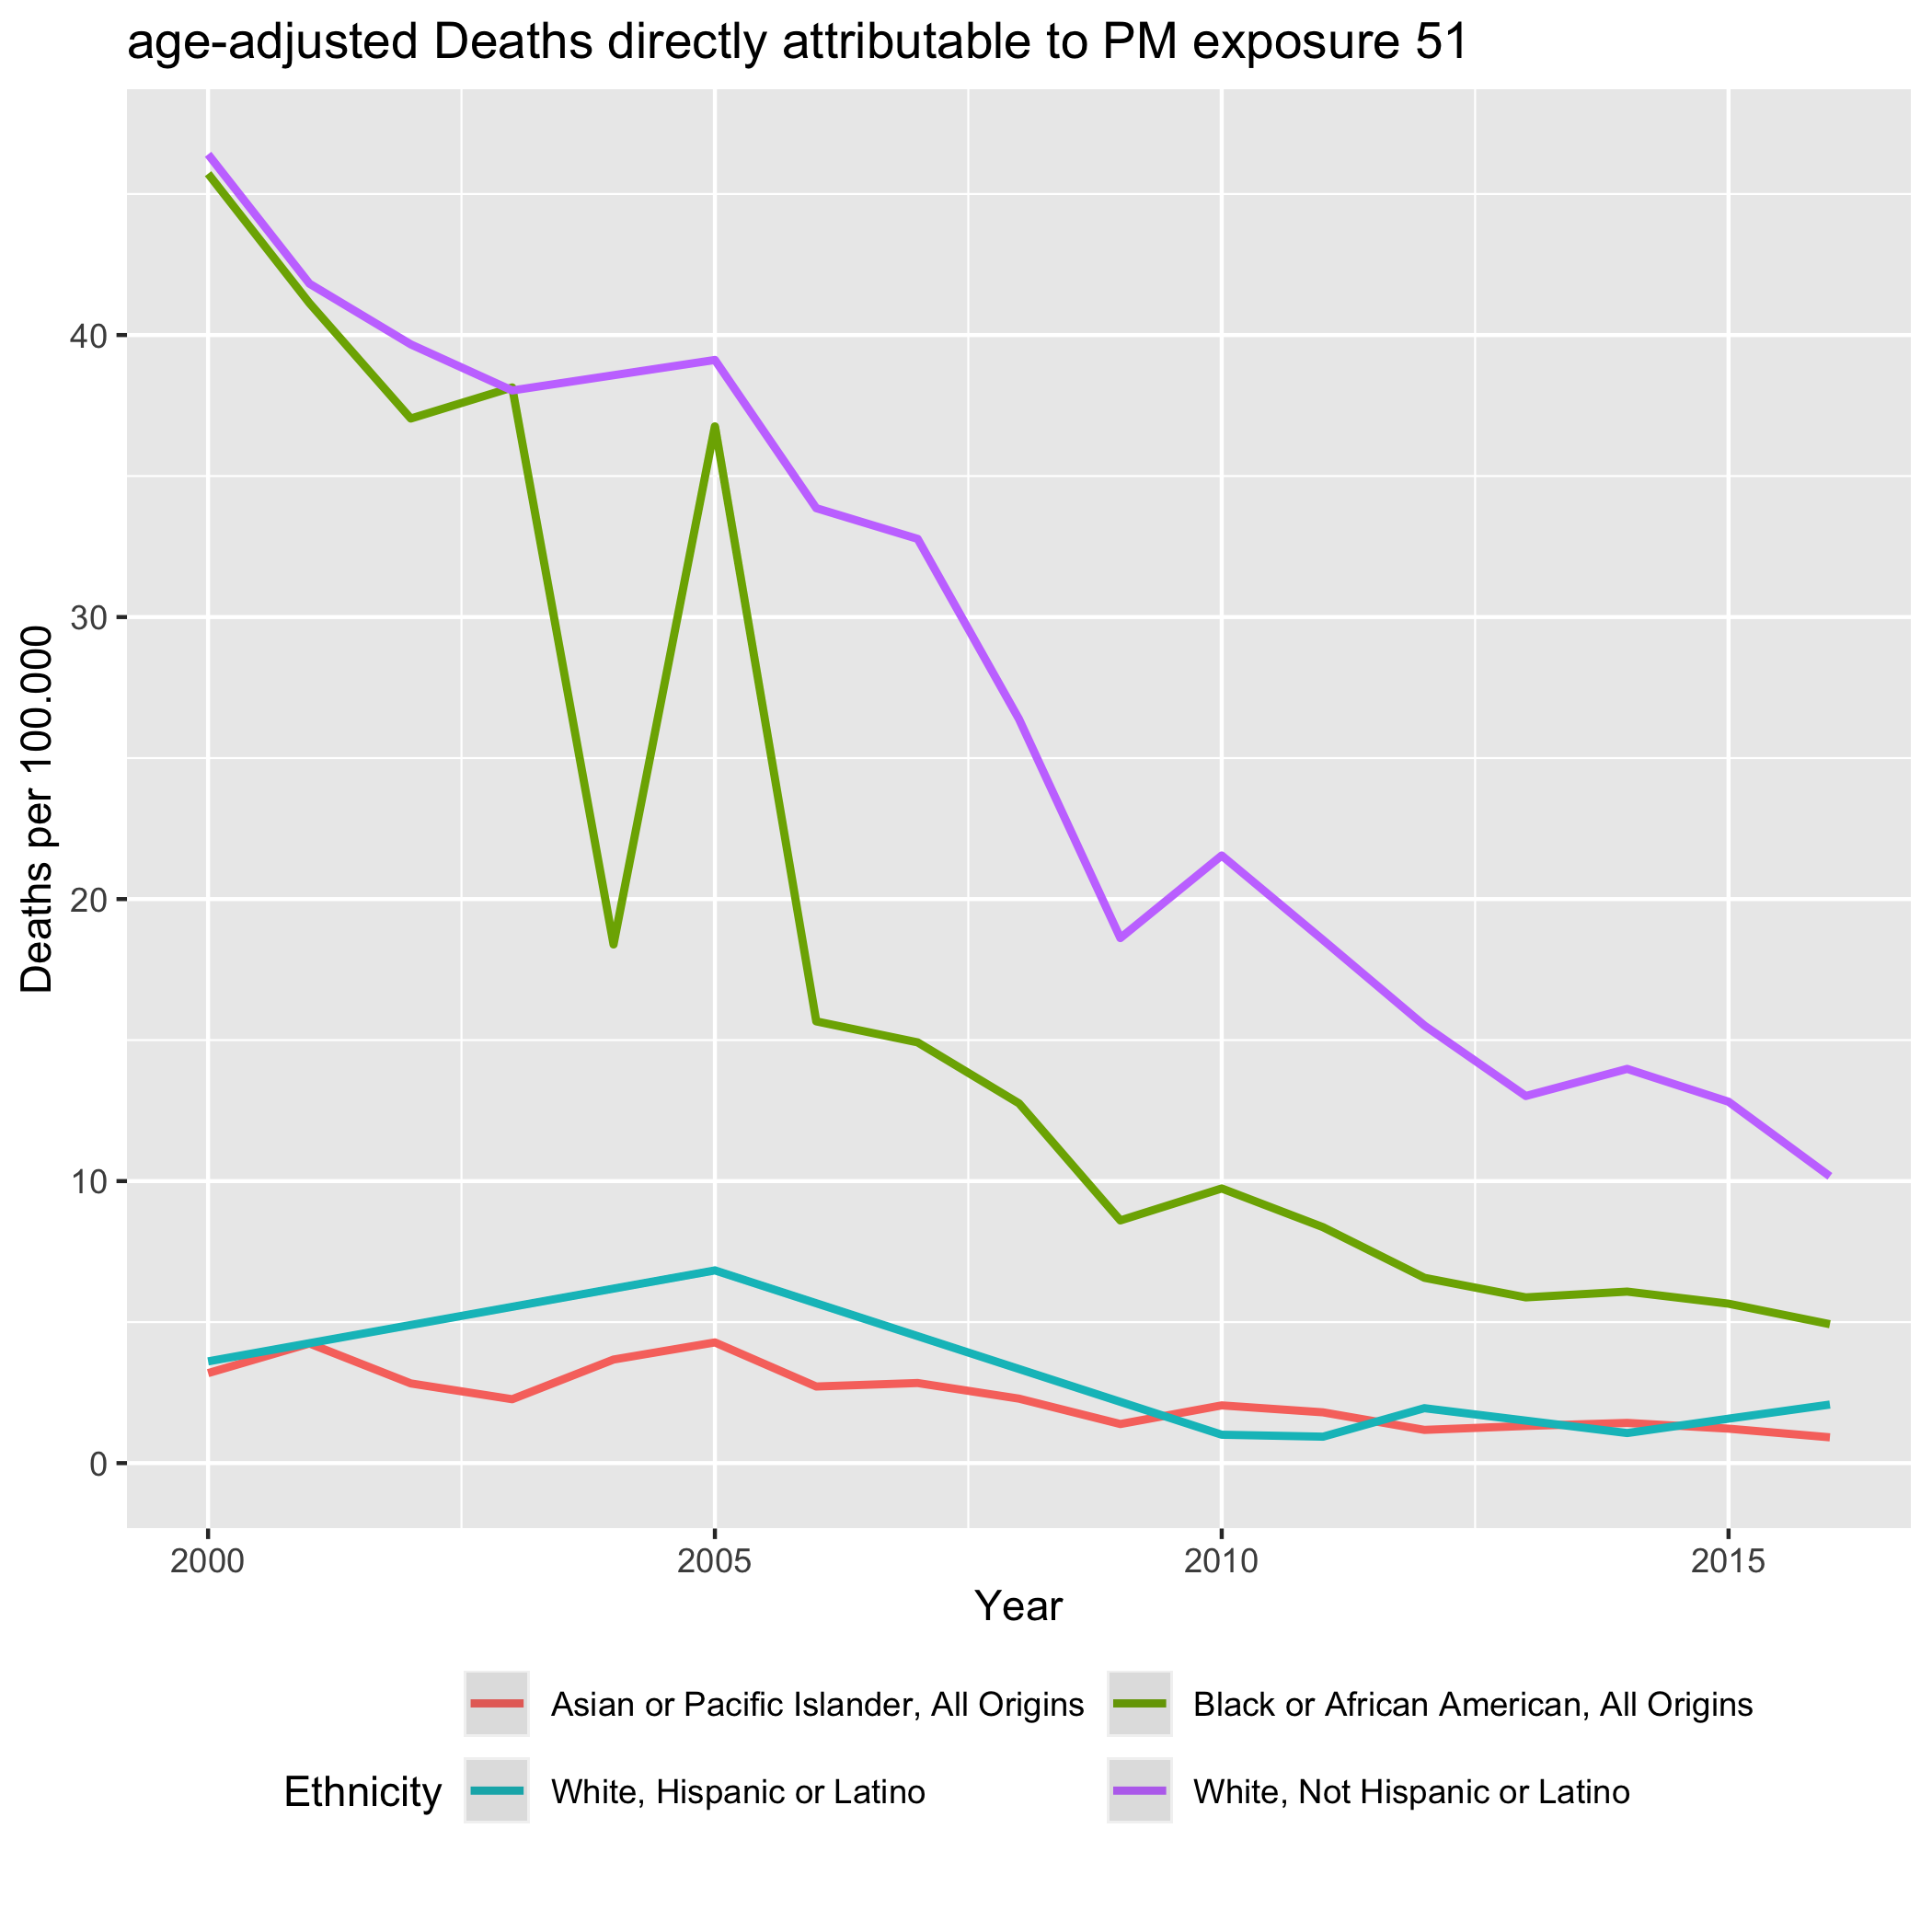 age-adjusted Deaths directly attributable to PM exposure 51
Deaths per 100.000
40
30
20
10
0
2000 2005 2010 2015
Year
Ethnicity
Asian or Pacific Islander, All Origins
Black or African American, All Origins
White, Hispanic or Latino
White, Not Hispanic or Latino